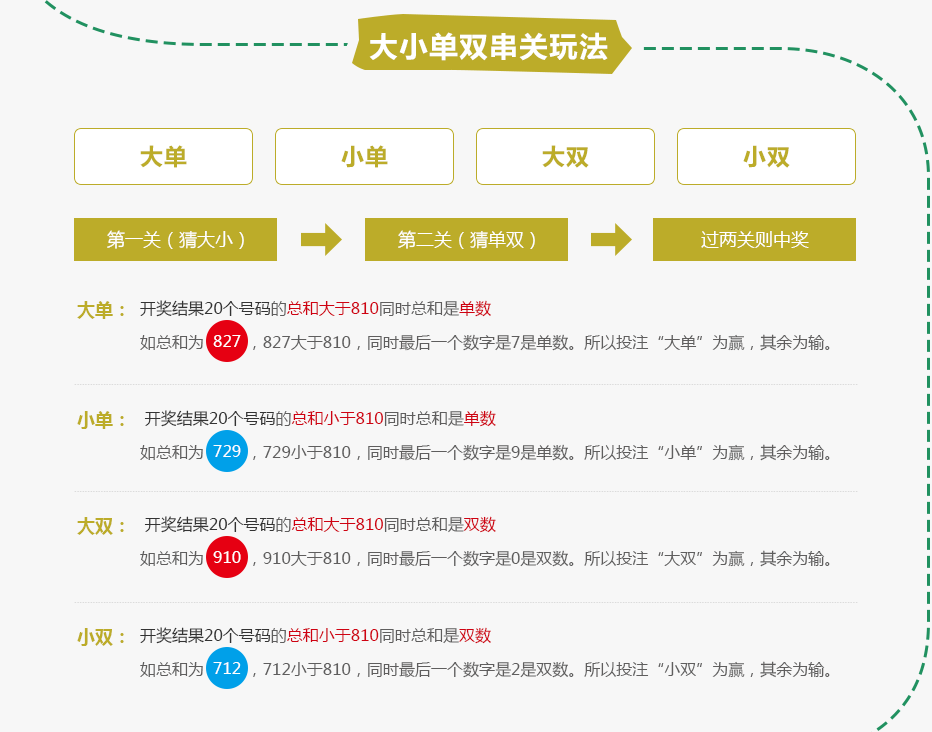 大小单双串关玩法
大单
小单
大双
小双
第一关（猜大小）
第二关（猜单双）
过两关则中奖
大单： 开奖结果20个号码的总和大于810同时总和是单数
如总和为 827 ，827大于810，同时最后一个数字是7是单数。所以投注“大单”为赢，其余为输。
小单： 开奖结果20个号码的总和小于810同时总和是单数
如总和为 729 ，729小于810，同时最后一个数字是9是单数。所以投注“小单”为赢，其余为输。
大双： 开奖结果20个号码的总和大于810同时总和是双数
如总和为 910 ，910大于810，同时最后一个数字是0是双数。所以投注“大双”为赢，其余为输。
小双： 开奖结果20个号码的总和小于810同时总和是双数
如总和为 712 ，712小于810，同时最后一个数字是2是双数。所以投注“小双”为赢，其余为输。